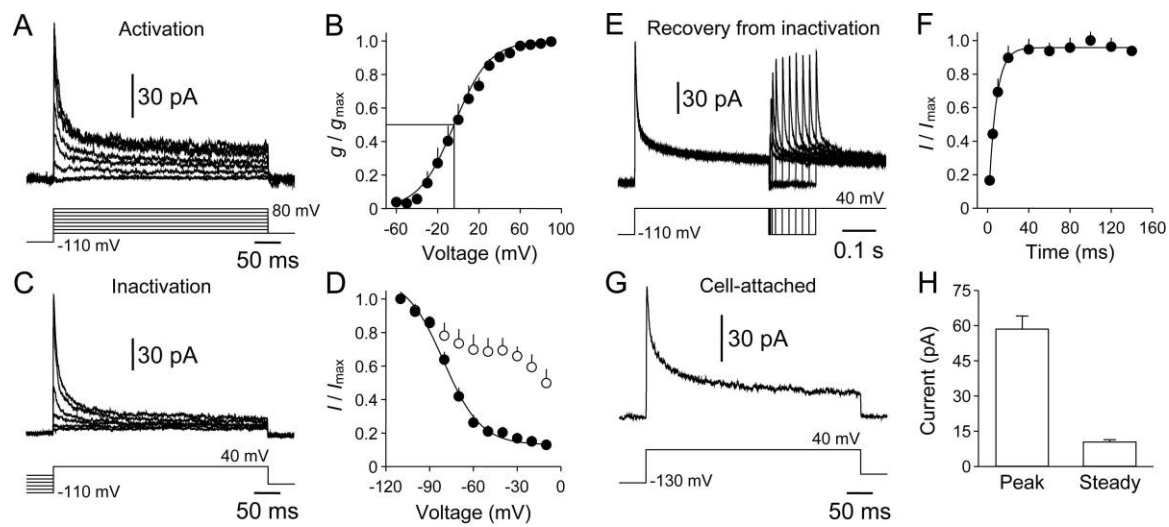 A
Activation
30 pA
80 mV
-110 mV
50 ms
B
g / gmax
1.0
0.8
0.6
0.4
0.2
0
-60
-20
20
60
100
Voltage (mV)
C
Inactivation
30 pA
40 mV
-110 mV
50 ms
D
I / Imax
1.0
0.8
0.6
0.4
0.2
0
-120
-90
-60
-30
0
Voltage (mV)
E
Recovery from inactivation
30 pA
40 mV
-110 mV
0.1 s
F
I / Imax
1.0
0.8
0.6
0.4
0.2
0
0
40
80
120
160
Time (ms)
G
Cell-attached
30 pA
40 mV
-130 mV
50 ms
H
Current (pA)
75
60
45
30
15
0
Peak
Steady